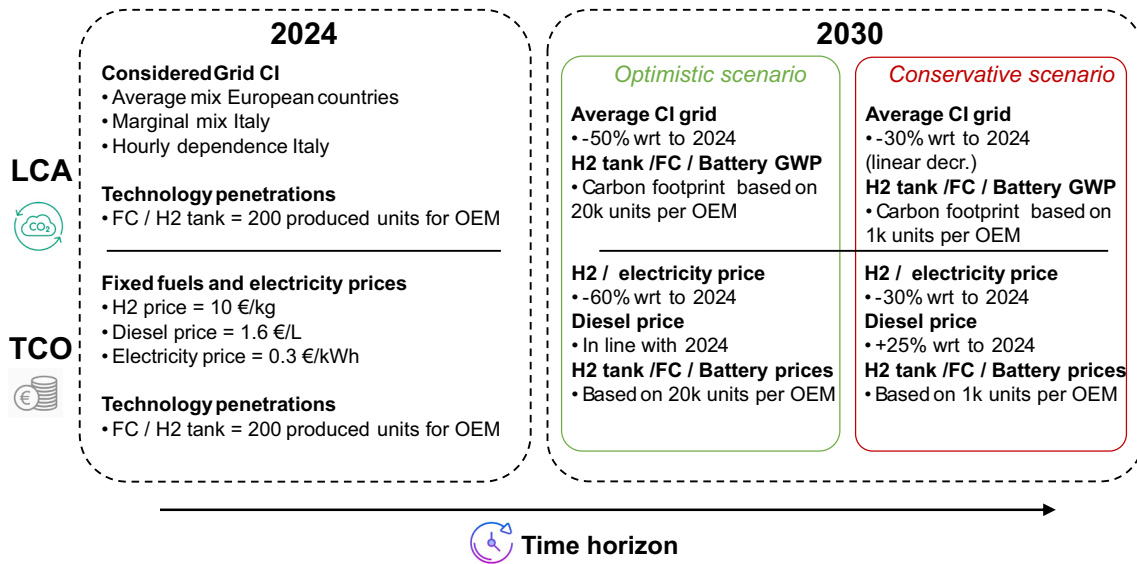 2024
Considered Grid CI
• Average mix European countries
• Marginal mix Italy
• Hourly dependence Italy
Technology penetrations
• FC / H2 tank = 200 produced units for OEM
LCA
CO₂
Fixed fuels and electricity prices
• H2 price = 10 €/kg
• Diesel price = 1.6 €/L
• Electricity price = 0.3 €/kWh
Technology penetrations
• FC / H2 tank = 200 produced units for OEM
TCO
€
2030
Optimistic scenario
Average CI grid
• -50% wrt to 2024
H2 tank /FC / Battery GWP
• Carbon footprint based on
20k units per OEM
H2 / electricity price
• -60% wrt to 2024
Diesel price
• In line with 2024
H2 tank /FC / Battery prices
• Based on 20k units per OEM
Conservative scenario
Average CI grid
• -30% wrt to 2024
(linear decr.)
H2 tank /FC / Battery GWP
• Carbon footprint based on
1k units per OEM
H2 / electricity price
• -30% wrt to 2024
Diesel price
• +25% wrt to 2024
H2 tank /FC / Battery prices
• Based on 1k units per OEM
Time horizon